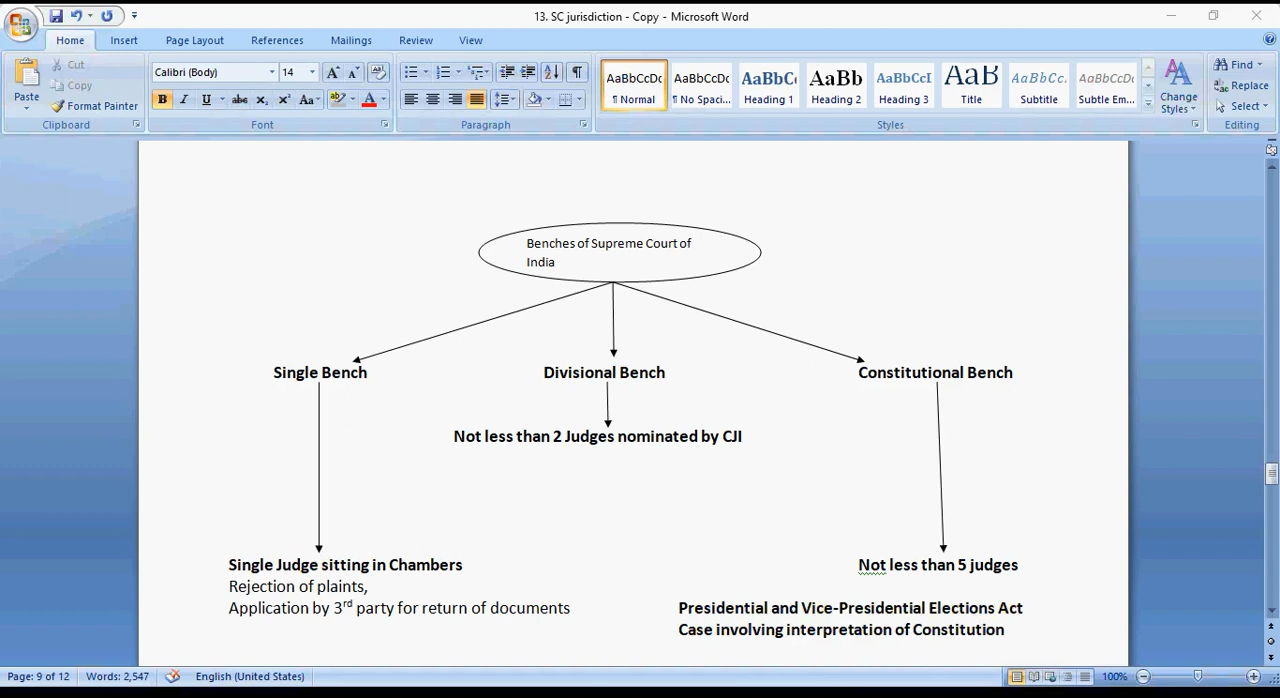 13. SC jurisdiction - Copy - Microsoft Word
Home Insert Page Layout References Mailings Review View
Paste
Cut
Copy
Format Painter
Clipboard
Calibri (Body) 14
Font
Paragraph
AaBbCcDc AaBbCcDc AaBbCc AaBb AaBbCcI AaB AaBbCc. AaBbCcDc
¶ Normal ¶ No Spaci... Heading 1 Heading 2 Heading 3 Title Subtitle Subtle Em...
Change Styles
Styles
Find
Replace
Select
Editing
Benches of Supreme Court of
India
Single Bench Divisional Bench Constitutional Bench
Not less than 2 Judges nominated by CJI
Single Judge sitting in Chambers
Rejection of plaints,
Application by 3rd party for return of documents
Not less than 5 judges
Presidential and Vice-Presidential Elections Act
Case involving interpretation of Constitution
Page: 9 of 12 Words: 2,547 English (United States) 100%